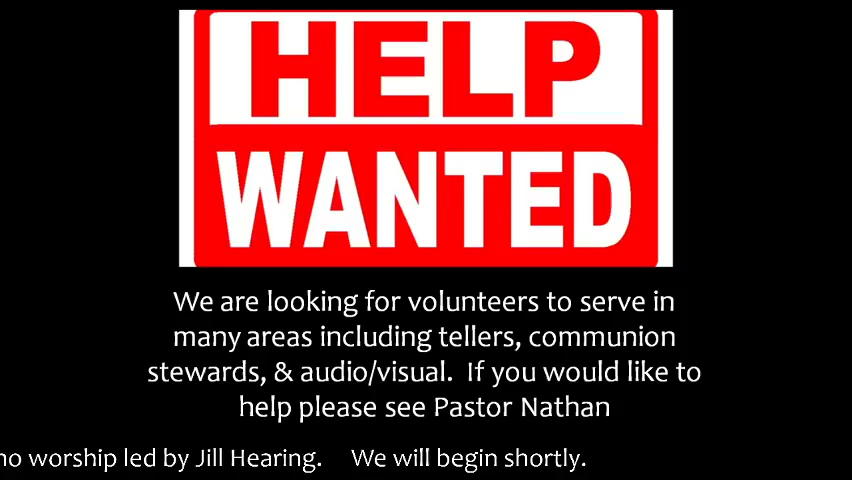 HELP
WANTED
We are looking for volunteers to serve in
many areas including tellers, communion
stewards, & audio/visual.  If you would like to
help please see Pastor Nathan
worship led by Jill Hearing.    We will begin shortly.